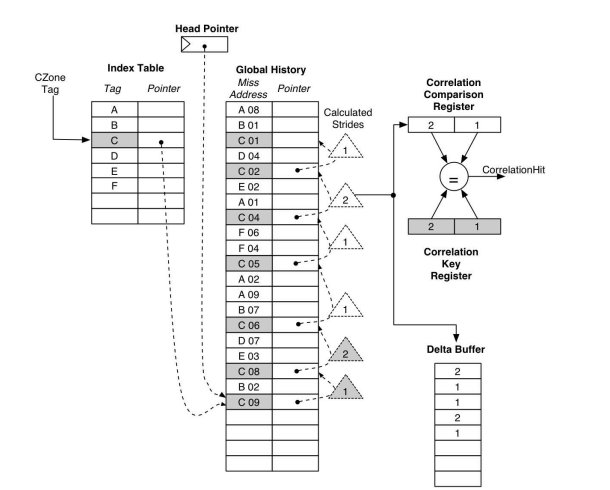 Head Pointer
CZone
Tag
Index Table
Tag Pointer
A
B
C
D
E
F
Global History
Miss
Address Pointer
A 08
B 01
C 01
D 04
C 02
E 02
A 01
C 04
F 06
F 04
C 05
A 02
A 09
B 07
C 06
D 07
E 03
C 08
B 02
C 09
Calculated
Strides
1
2
1
1
2
1
Correlation
Comparison
Register
2 1
=
CorrelationHit
2 1
Correlation
Key
Register
Delta Buffer
2
1
1
2
1